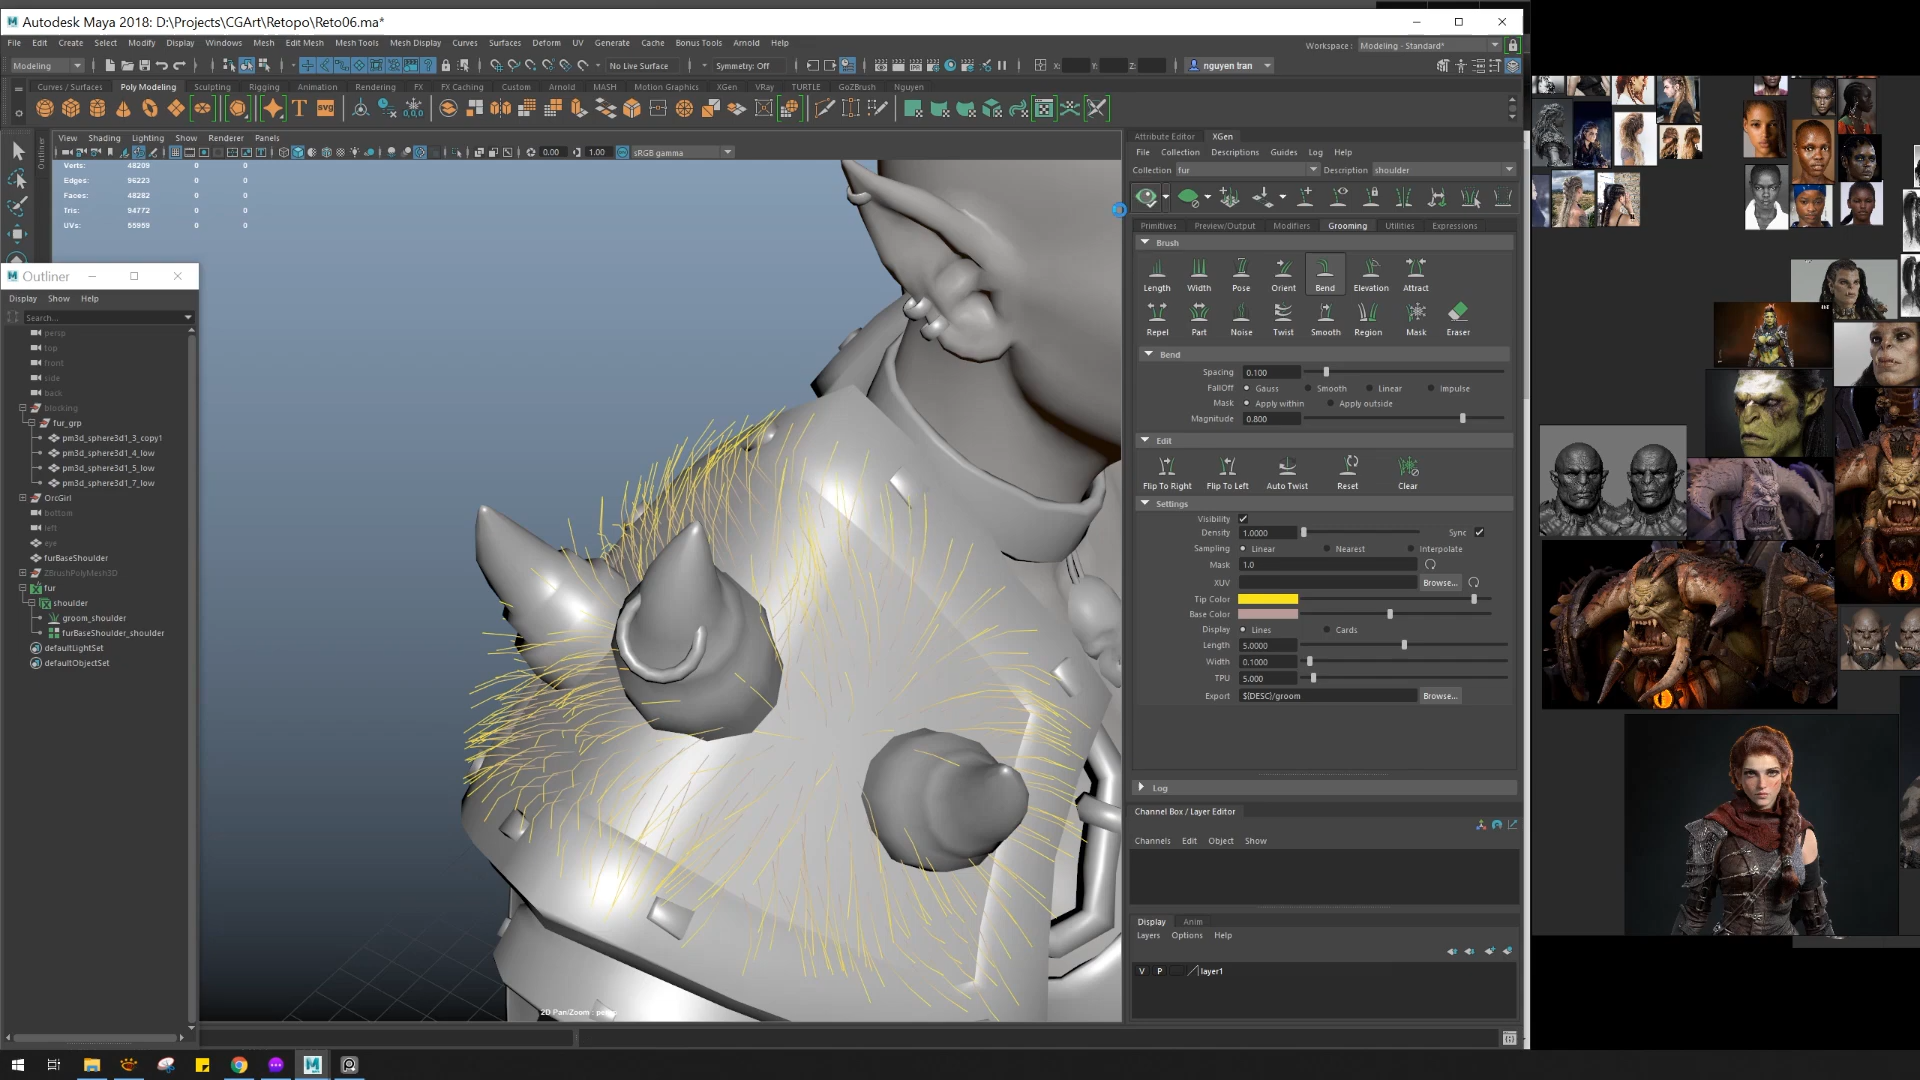 Autodesk Maya 2018: D:\Projects\CGArt\Retopo\Reto06.ma*
File Edit Create Select Modify Display Windows Mesh Edit Mesh Mesh Tools Mesh Display Curves Surfaces Deform UV Generate Cache Bonus Tools Arnold Help
Workspace : Modeling - Standard*
Modeling No Live Surface Symmetry: Off X: Y: Z: nguyen tran
Curves / Surfaces Poly Modeling Sculpting Rigging Animation Rendering FX FX Caching Custom Arnold MASH Motion Graphics XGen VRay TURTLE GoZBrush Nguyen
View Shading Lighting Show Renderer Panels
0.00 1.00 sRGB gamma
Outliner
Verts: 48209 0 0
Edges: 96223 0 0
Faces: 48282 0 0
Tris: 94772 0 0
UVs: 55959 0 0
2D Pan/Zoom : persp
Outliner
Display Show Help
Search...
persp
top
front
side
back
blosking
fur_grp
pm3d_sphere3d1_3_copy1
pm3d_sphere3d1_4_low
pm3d_sphere3d1_5_low
pm3d_sphere3d1_7_low
OrcGirl
bottom
left
eye
furBaseShoulder
ZBrushPolyMesh3D
fur
shoulder
groom_shoulder
furBaseShoulder_shoulder
defaultLightSet
defaultObjectSet
Attribute Editor XGen
File Collection Descriptions Guides Log Help
Collection fur Description shoulder
Primitives Preview/Output Modifiers Grooming Utilities Expressions
Brush
Length Width Pose Orient Bend Elevation Attract
Repel Part Noise Twist Smooth Region Mask Eraser
Bend
Spacing 0.100
FallOff Gauss Smooth Linear Impulse
Mask Apply within Apply outside
Magnitude 0.800
Edit
Flip To Right Flip To Left Auto Twist Reset Clear
Settings
Visibility
Density 1.0000 Sync
Sampling Linear Nearest Interpolate
Mask 1.0
XUV Browse...
Tip Color
Base Color
Display Lines Cards
Length 5.0000
Width 0.1000
TPU 5.000
Export ${DESC}/groom Browse...
Log
Channel Box / Layer Editor
Channels Edit Object Show
Display Anim
Layers Options Help
V P layer1